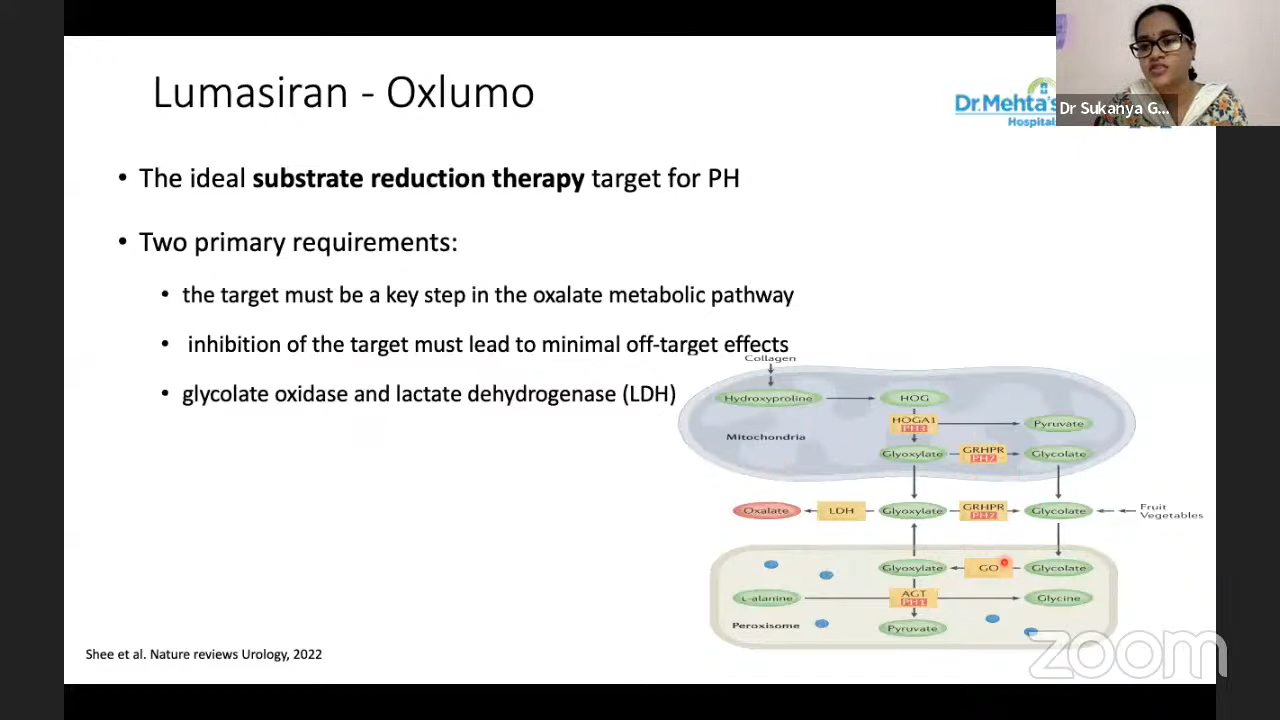 Lumasiran - Oxlumo
Dr.Mehta's
Hospitals
Dr Sukanya G...
• The ideal substrate reduction therapy target for PH
• Two primary requirements:
• the target must be a key step in the oxalate metabolic pathway
• inhibition of the target must lead to minimal off-target effects
• glycolate oxidase and lactate dehydrogenase (LDH)
Collagen
Hydroxyproline
HOG
HOGA1
PH3
Pyruvate
Mitochondria
Glyoxylate
GRHPR
PH2
Glycolate
Oxalate
LDH
Glyoxylate
GRHPR
PH2
Glycolate
Fruit
Vegetables
Glyoxylate
GO
Glycolate
L-alanine
AGT
PH1
Glycine
Peroxisome
Pyruvate
Shee et al. Nature reviews Urology, 2022
zoom